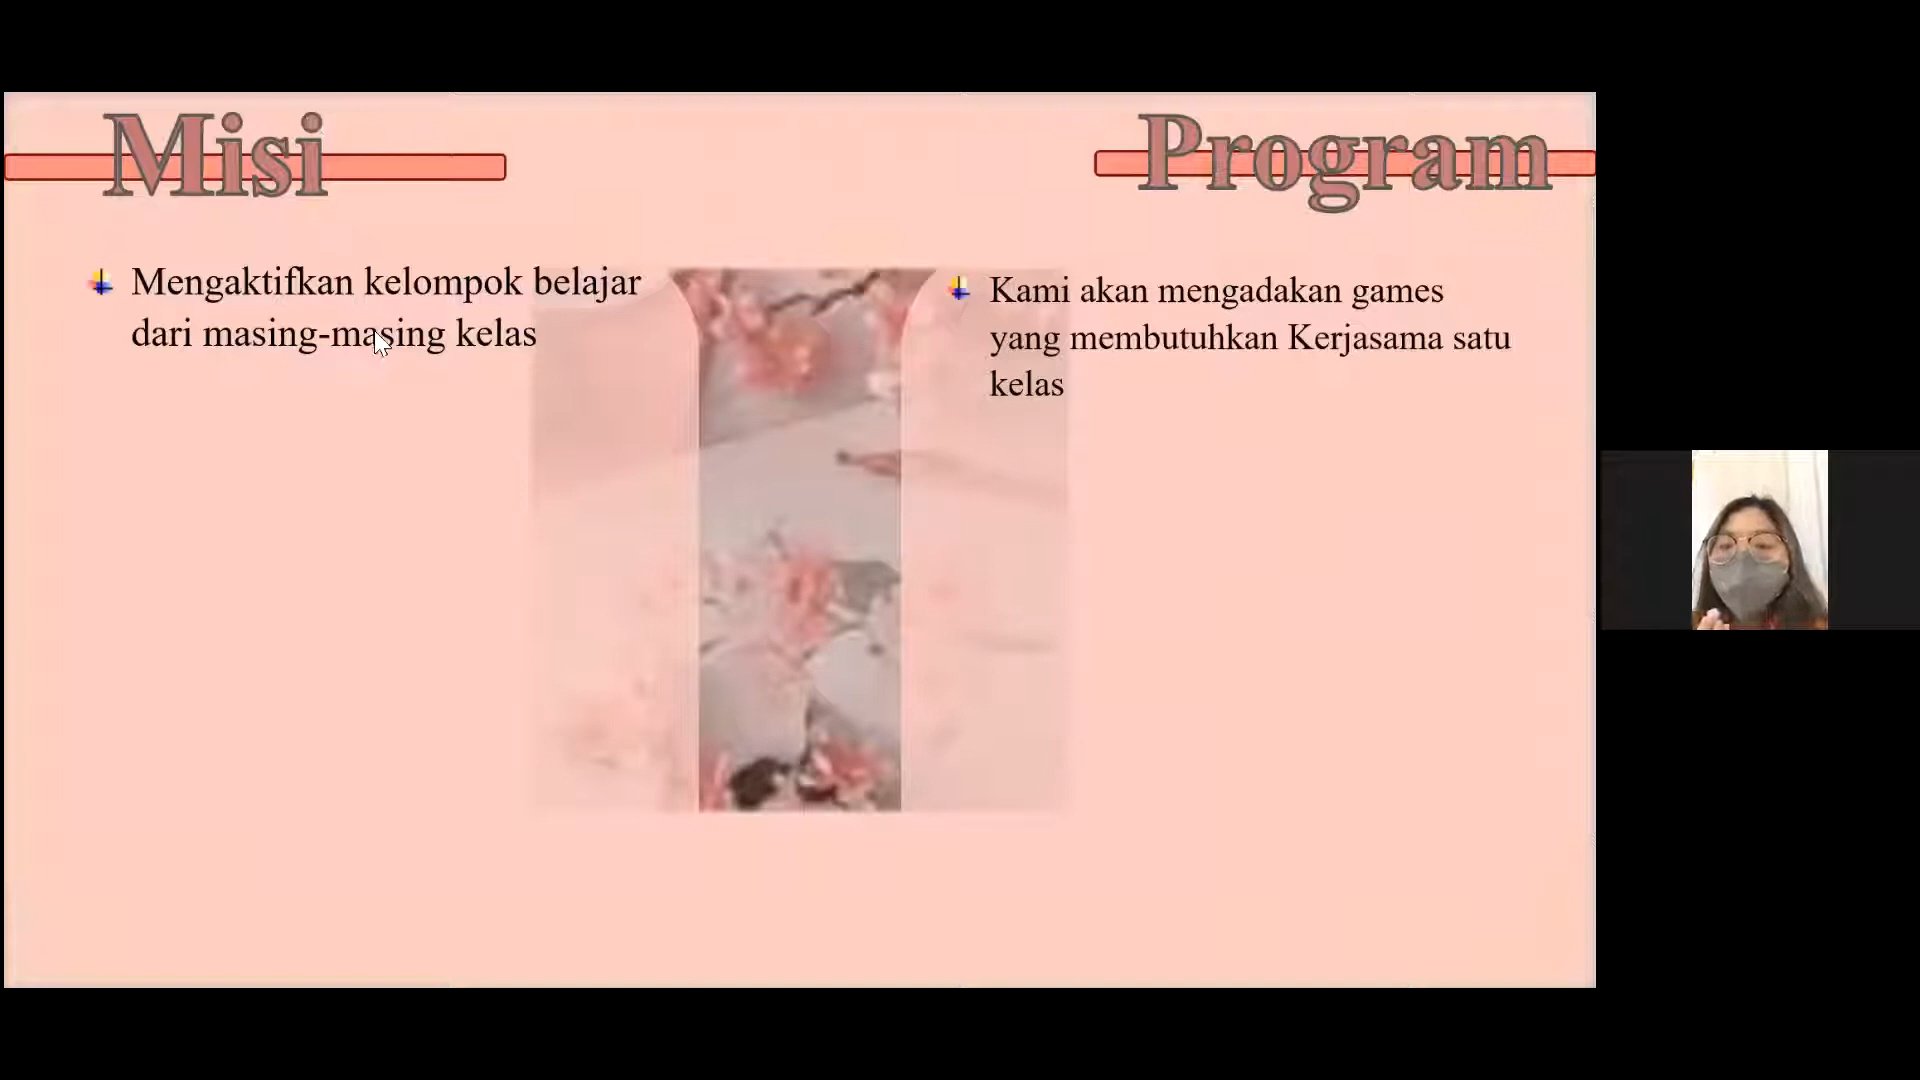 Misi
Mengaktifkan kelompok belajar
dari masing-masing kelas
Program
Kami akan mengadakan games
yang membutuhkan Kerjasama satu
kelas